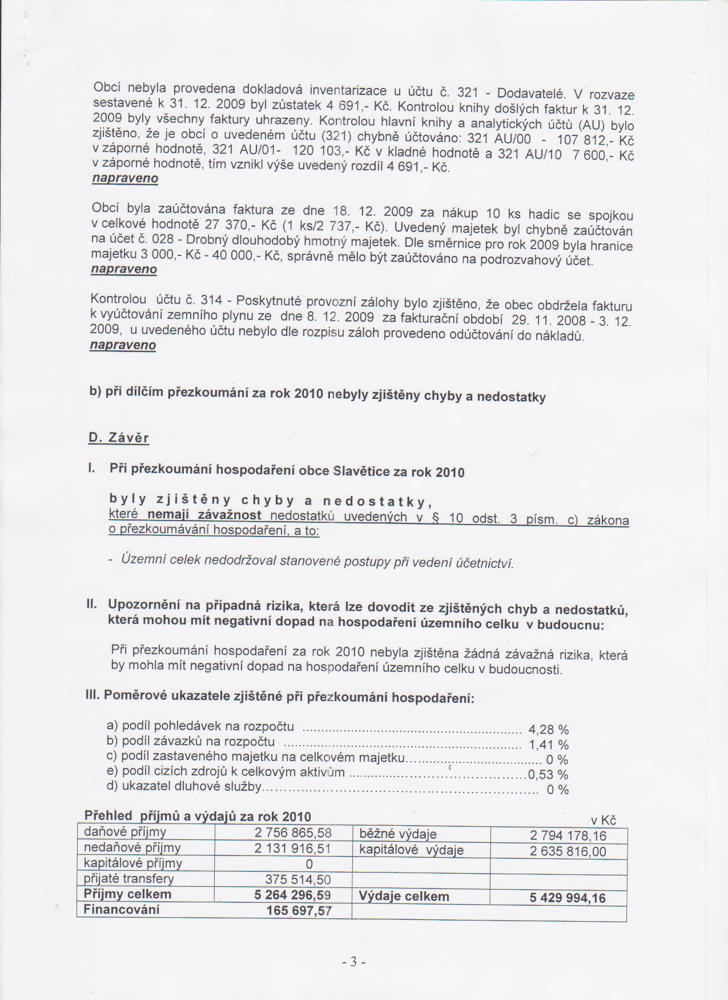 Obcí nebyla provedena dokladová inventarizace u účtu č. 321 - Dodavatelé. V rozvaze
sestavené k 31. 12. 2009 byl zůstatek 4 691,- Kč. Kontrolou knihy došlých faktur k 31. 12.
2009 byly všechny faktury uhrazeny. Kontrolou hlavní knihy a analytických účtů (AU) bylo
zjištěno, že je obcí o uvedeném účtu (321) chybně účtováno: 321 AU/00 - 107 812,- Kč
v záporné hodnotě, 321 AU/01- 120 103,- Kč v kladné hodnotě a 321 AU/10 7 600,- Kč
v záporné hodnotě, tím vznikl výše uvedený rozdíl 4 691,- Kč.
napraveno
Obcí byla zaúčtována faktura ze dne 18. 12. 2009 za nákup 10 ks hadic se spojkou
v celkové hodnotě 27 370,- Kč (1 ks/2 737,- Kč). Uvedený majetek byl chybně zaúčtován
na účet č. 028 - Drobný dlouhodobý hmotný majetek. Dle směrnice pro rok 2009 byla hranice
majetku 3 000,- Kč - 40 000,- Kč, správně mělo být zaúčtováno na podrozvahový účet.
napraveno
Kontrolou účtu č. 314 - Poskytnuté provozní zálohy bylo zjištěno, že obec obdržela fakturu
k vyúčtování zemního plynu ze dne 8. 12. 2009 za fakturační období 29. 11. 2008 - 3. 12.
2009, u uvedeného účtu nebylo dle rozpisu záloh provedeno odúčtování do nákladů.
napraveno
b) při dílčím přezkoumání za rok 2010 nebyly zjištěny chyby a nedostatky
D. Závěr
I. Při přezkoumání hospodaření obce Slavětice za rok 2010
byly zjištěny chyby a nedostatky,
které nemají závažnost nedostatků uvedených v § 10 odst. 3 písm. c) zákona
o přezkoumávání hospodaření, a to:
- Územní celek nedodržoval stanovené postupy při vedení účetnictví.
II. Upozornění na případná rizika, která lze dovodit ze zjištěných chyb a nedostatků,
která mohou mít negativní dopad na hospodaření územního celku v budoucnu:
Při přezkoumání hospodaření za rok 2010 nebyla zjištěna žádná závažná rizika, která
by mohla mít negativní dopad na hospodaření územního celku v budoucnosti.
III. Poměrové ukazatele zjištěné při přezkoumání hospodaření:
a) podíl pohledávek na rozpočtu ........................................................... 4,28 %
b) podíl závazků na rozpočtu ................................................................ 1,41 %
c) podíl zastaveného majetku na celkovém majetku..................................... 0 %
e) podíl cizích zdrojů k celkovým aktivům ................................................0,53 %
d) ukazatel dluhové služby.......................................................................... 0 %
Přehled příjmů a výdajů za rok 2010 v Kč
daňové příjmy 2 756 865,58 běžné výdaje 2 794 178,16
nedaňové příjmy 2 131 916,51 kapitálové výdaje 2 635 816,00
kapitálové příjmy 0
přijaté transfery 375 514,50
Příjmy celkem 5 264 296,59 Výdaje celkem 5 429 994,16
Financování 165 697,57
- 3 -